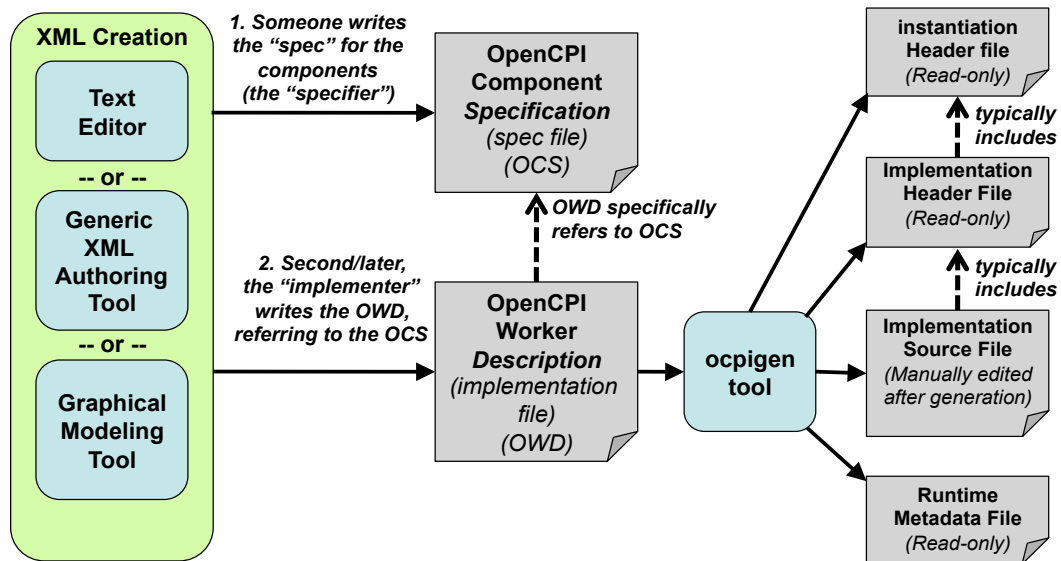 XML Creation
Text
Editor
-- or --
Generic
XML
Authoring
Tool
-- or --
Graphical
Modeling
Tool
1. Someone writes
the “spec” for the
components
(the “specifier”)
2. Second/later,
the “implementer”
writes the OWD,
referring to the OCS
OpenCPI
Component
Specification
(spec file)
(OCS)
OWD specifically
refers to OCS
OpenCPI
Worker
Description
(implementation
file)
(OWD)
ocpigen
tool
instantiation
Header file
(Read-only)
typically
includes
Implementation
Header File
(Read-only)
typically
includes
Implementation
Source File
(Manually edited
after generation)
Runtime
Metadata File
(Read-only)